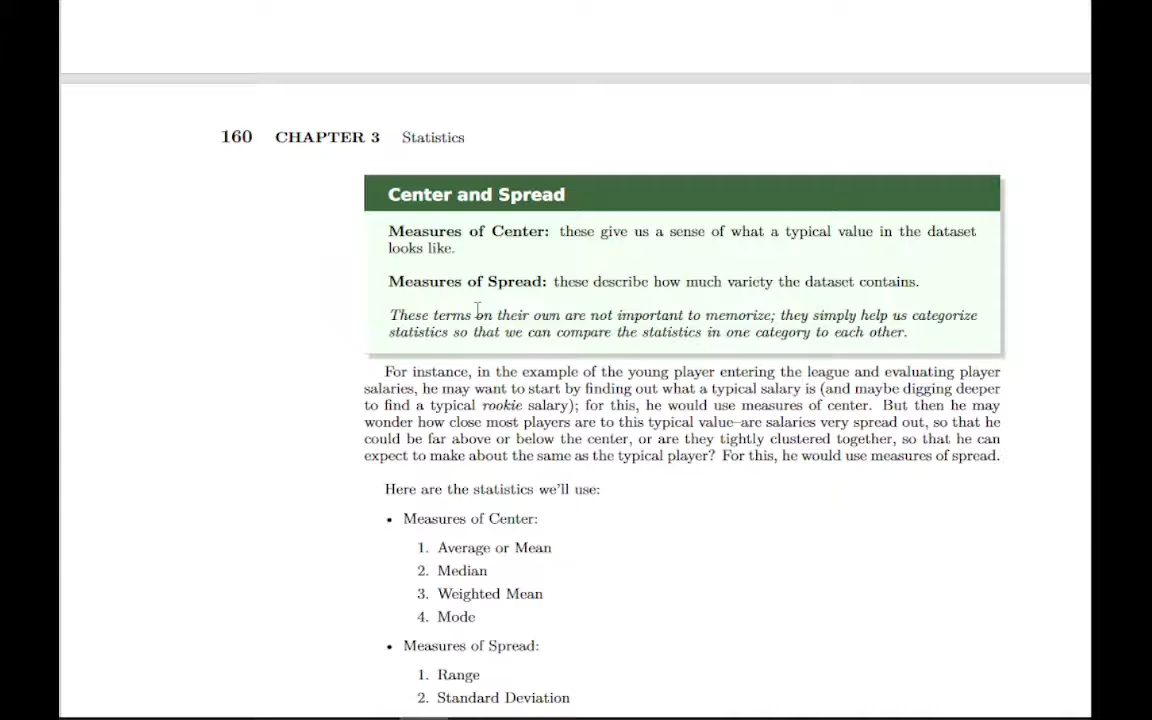 160 CHAPTER 3 Statistics
Center and Spread
Measures of Center: these give us a sense of what a typical value in the dataset
looks like.
Measures of Spread: these describe how much variety the dataset contains.
These terms on their own are not important to memorize; they simply help us categorize
statistics so that we can compare the statistics in one category to each other.
For instance, in the example of the young player entering the league and evaluating player
salaries, he may want to start by finding out what a typical salary is (and maybe digging deeper
to find a typical rookie salary); for this, he would use measures of center. But then he may
wonder how close most players are to this typical value–are salaries very spread out, so that he
could be far above or below the center, or are they tightly clustered together, so that he can
expect to make about the same as the typical player? For this, he would use measures of spread.
Here are the statistics we'll use:
• Measures of Center:
1. Average or Mean
2. Median
3. Weighted Mean
4. Mode
• Measures of Spread:
1. Range
2. Standard Deviation